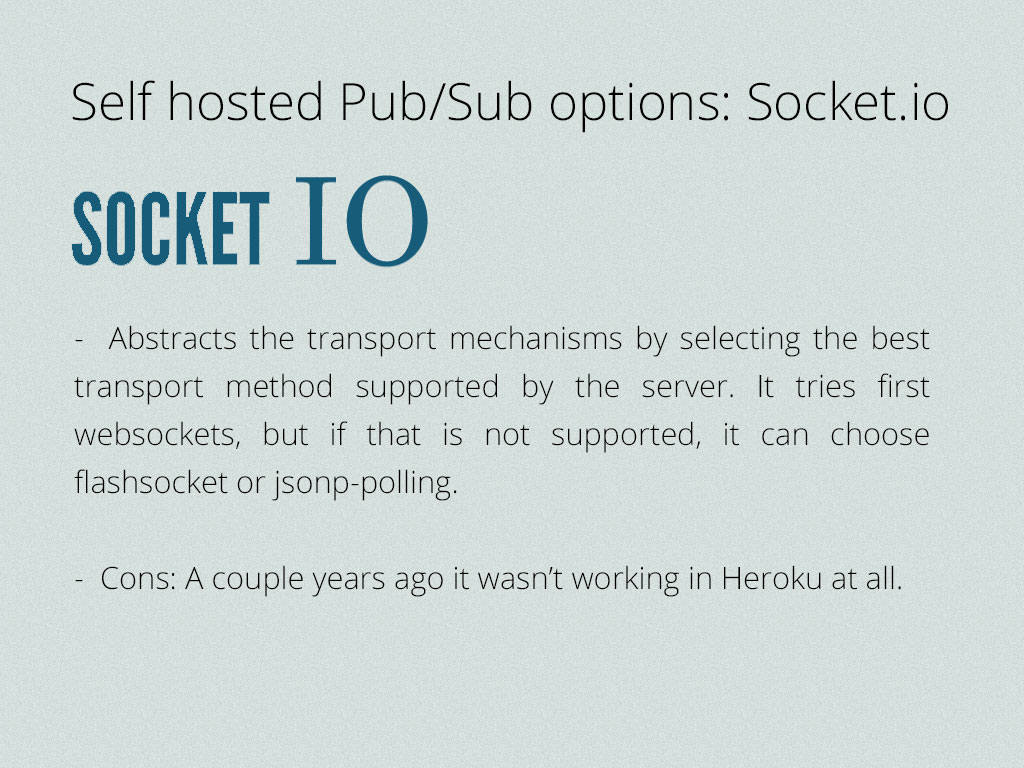 Self hosted Pub/Sub options: Socket.io
SOCKET IO
- Abstracts the transport mechanisms by selecting the best
transport method supported by the server. It tries first
websockets, but if that is not supported, it can choose
flashsocket or jsonp-polling.
- Cons: A couple years ago it wasn’t working in Heroku at all.